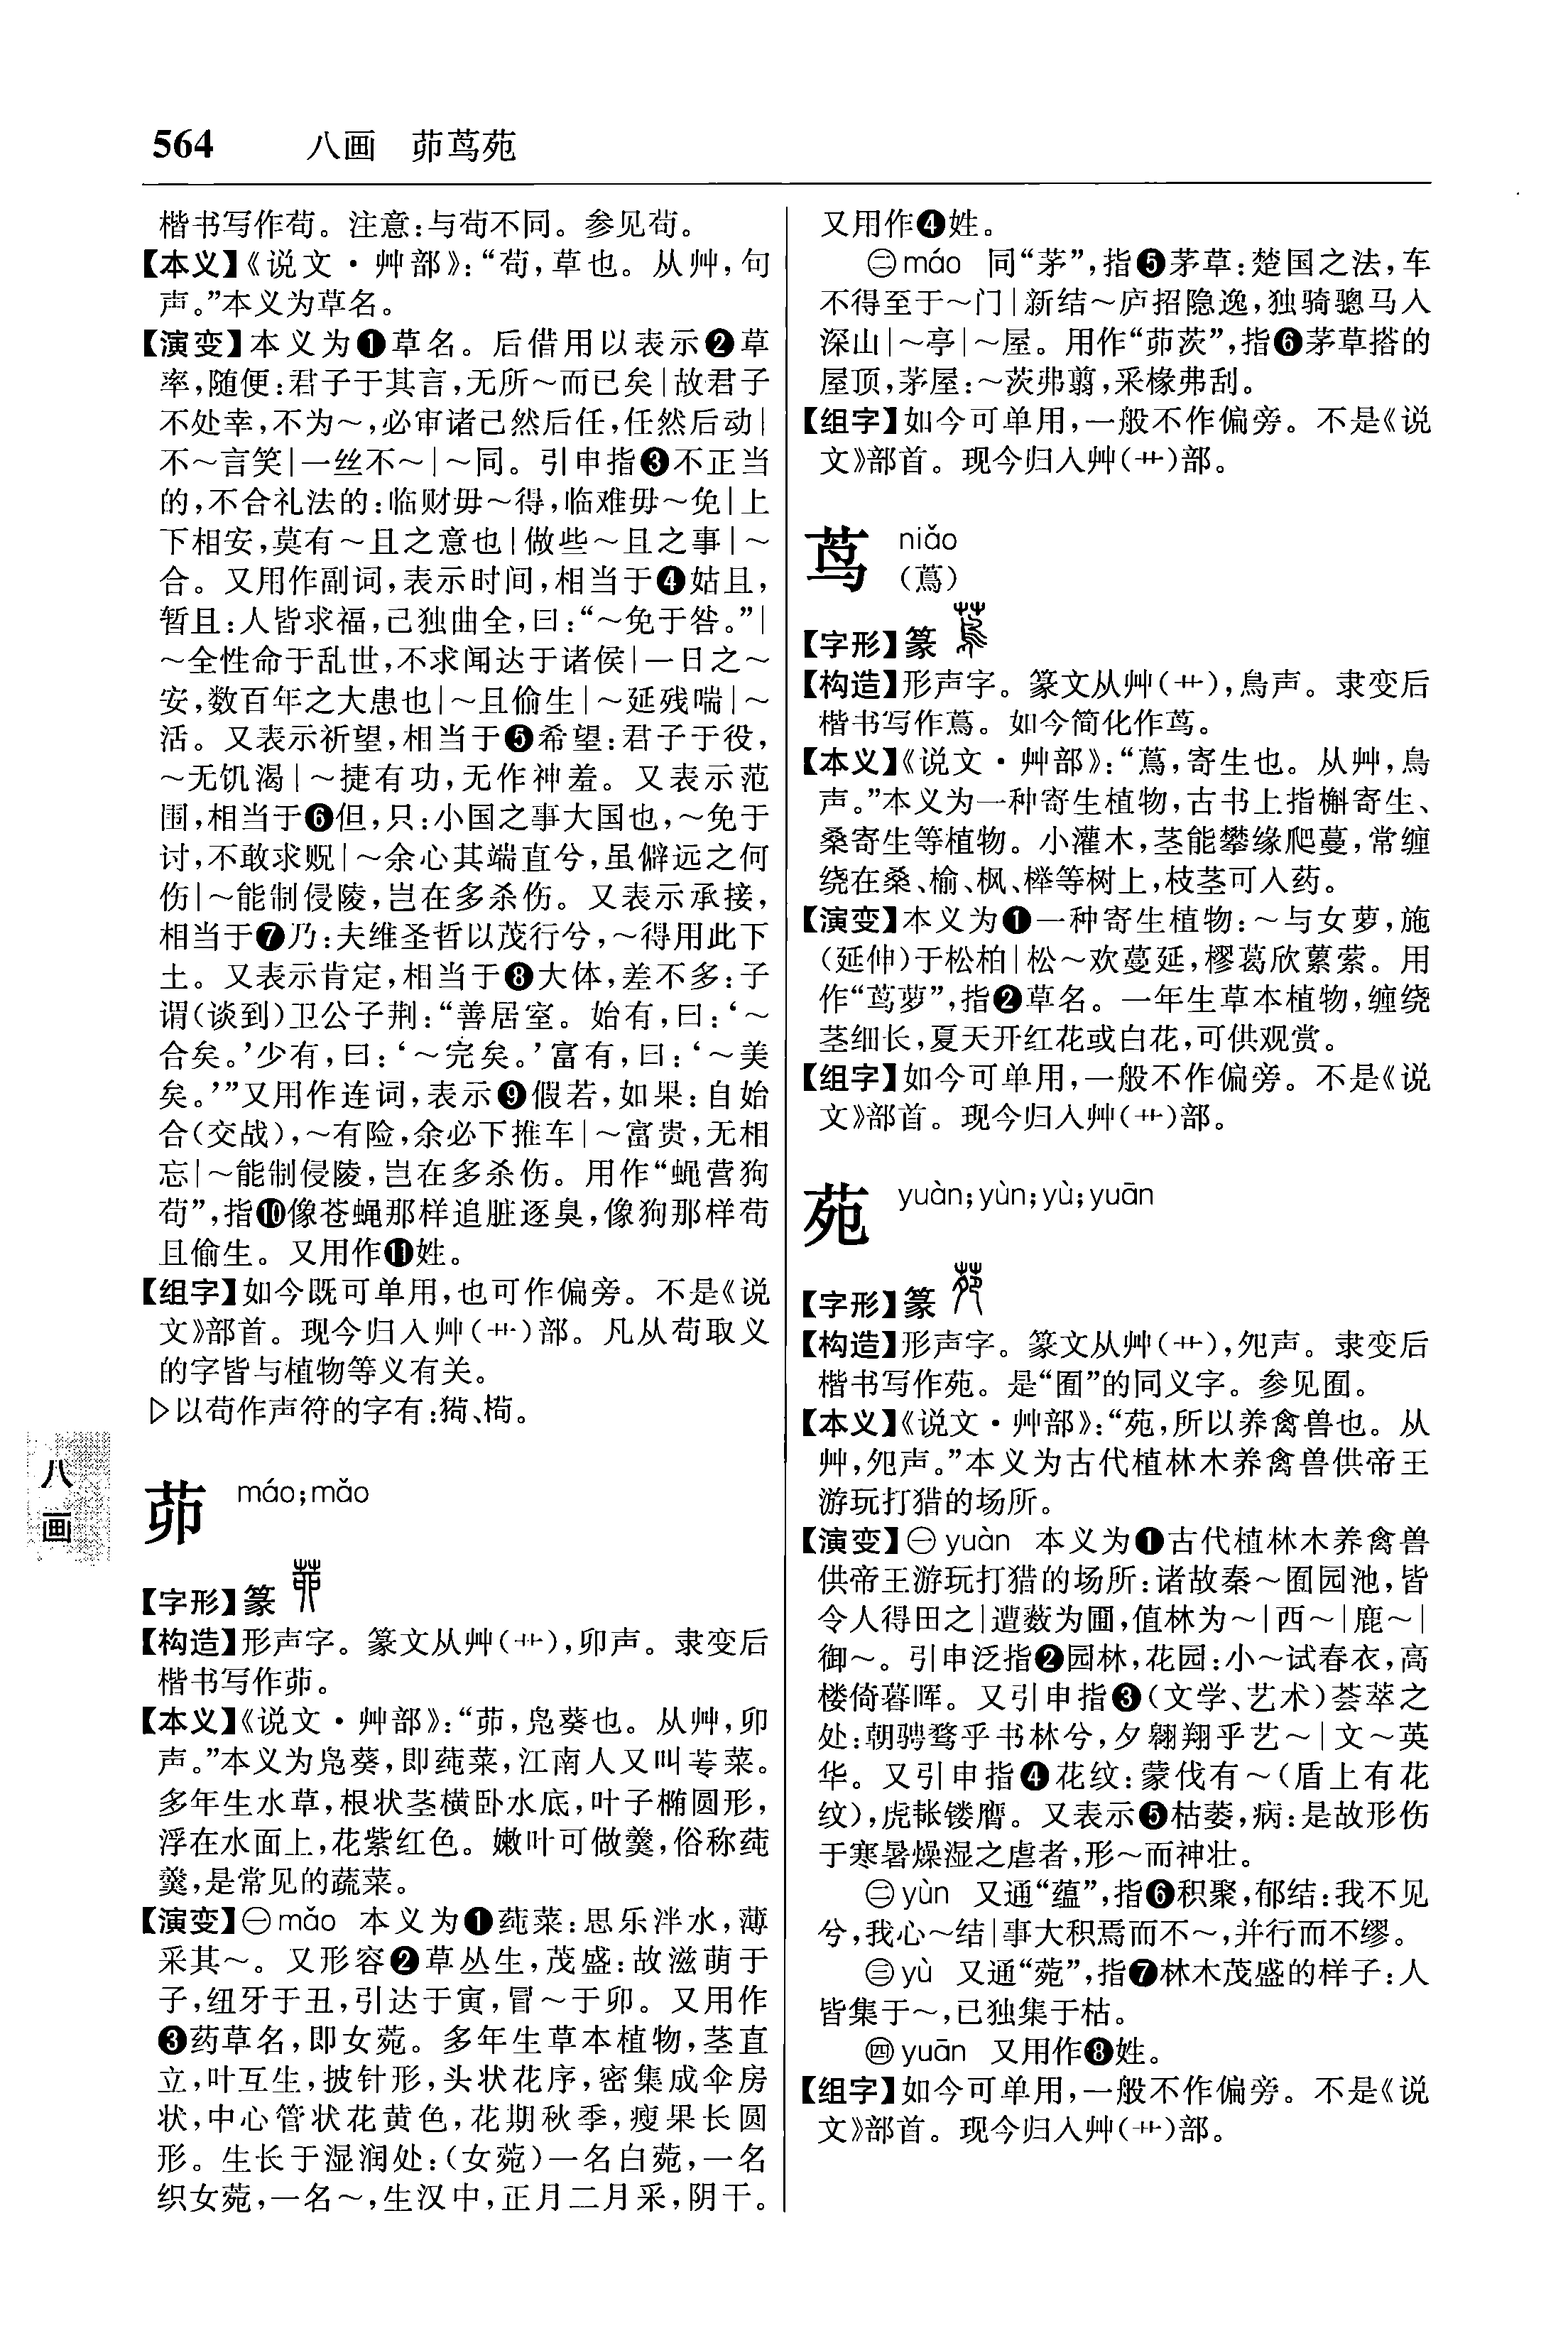 564 八画 茆茑苑
楷书写作苟。注意:与茍不同。参见茍。
【本义】《说文·艸部》:“苟,草也。从艸,句
声。”本义为草名。
【演变】本义为❶草名。后借用以表示❷草
率,随便:君子于其言,无所～而已矣|故君子
不处幸,不为～,必审诸己然后任,任然后动|
不～言笑|一丝不～|～同。引申指❸不正当
的,不合礼法的:临财毋～得,临难毋～免|上
下相安,莫有～且之意也|做些～且之事|～
合。又用作副词,表示时间,相当于❹姑且,
暂且:人皆求福,己独曲全,曰:“～免于咎。”|
～全性命于乱世,不求闻达于诸侯|一日之～
安,数百年之大患也|～且偷生|～延残喘|～
活。又表示祈望,相当于❺希望:君子于役,
～无饥渴|～捷有功,无作神羞。又表示范
围,相当于❻但,只:小国之事大国也,～免于
讨,不敢求贶|～余心其端直兮,虽僻远之何
伤|～能制侵陵,岂在多杀伤。又表示承接,
相当于❼乃:夫维圣哲以茂行兮,～得用此下
土。又表示肯定,相当于❽大体,差不多:子
谓(谈到)卫公子荆:“善居室。始有,曰:‘～
合矣。’少有,曰:‘～完矣。’富有,曰:‘～美
矣。’”又用作连词,表示❾假若,如果:自始
合(交战),～有险,余必下推车|～富贵,无相
忘|～能制侵陵,岂在多杀伤。用作“蝇营狗
苟”,指❿像苍蝇那样追脏逐臭,像狗那样苟
且偷生。又用作⓫姓。
【组字】如今既可单用,也可作偏旁。不是《说
文》部首。现今归入艸(艹)部。凡从苟取义
的字皆与植物等义有关。
▷以苟作声符的字有:㺃、㨌。
茆 máo;mǎo
【字形】篆
【构造】形声字。篆文从艸(艹),卯声。隶变后
楷书写作茆。
【本义】《说文·艸部》:“茆,凫葵也。从艸,卯
声。”本义为凫葵,即莼菜,江南人又叫茡菜。
多年生水草,根状茎横卧水底,叶子椭圆形,
浮在水面上,花紫红色。嫩叶可做羹,俗称莼
羹,是常见的蔬菜。
【演变】㊀mǎo 本义为❶莼菜:思乐泮水,薄
采其～。又形容❷草丛生,茂盛:故滋萌于
子,纽牙于丑,引达于寅,冒～于卯。又用作
❸药草名,即女菀。多年生草本植物,茎直
立,叶互生,披针形,头状花序,密集成伞房
状,中心管状花黄色,花期秋季,瘦果长圆
形。生长于湿润处:(女菀)一名白菀,一名
织女菀,一名～,生汉中,正月二月采,阴干。
又用作❹姓。
㊁máo 同“茅”,指❺茅草:楚国之法,车
不得至于～门|新结～庐招隐逸,独骑骢马入
深山|～亭|～屋。用作“茆茨”,指❻茅草搭的
屋顶,茅屋:～茨弗翦,采椽弗刮。
【组字】如今可单用,一般不作偏旁。不是《说
文》部首。现今归入艸(艹)部。
茑 niǎo
(蔦)
【字形】篆
【构造】形声字。篆文从艸(艹),鳥声。隶变后
楷书写作蔦。如今简化作茑。
【本义】《说文·艸部》:“蔦,寄生也。从艸,鳥
声。”本义为一种寄生植物,古书上指槲寄生、
桑寄生等植物。小灌木,茎能攀缘爬蔓,常缠
绕在桑、榆、枫、榉等树上,枝茎可入药。
【演变】本义为❶一种寄生植物:～与女萝,施
(延伸)于松柏|松～欢蔓延,樛葛欣蔂萦。用
作“茑萝”,指❷草名。一年生草本植物,缠绕
茎细长,夏天开红花或白花,可供观赏。
【组字】如今可单用,一般不作偏旁。不是《说
文》部首。现今归入艸(艹)部。
苑 yuàn;yùn;yù;yuān
【字形】篆
【构造】形声字。篆文从艸(艹),夗声。隶变后
楷书写作苑。是“囿”的同义字。参见囿。
【本义】《说文·艸部》:“苑,所以养禽兽也。从
艸,夗声。”本义为古代植林木养禽兽供帝王
游玩打猎的场所。
【演变】㊀yuàn 本义为❶古代植林木养禽兽
供帝王游玩打猎的场所:诸故秦～囿园池,皆
令人得田之|遭薮为圃,值林为～|西～|鹿～|
御～。引申泛指❷园林,花园:小～试春衣,高
楼倚暮晖。又引申指❸(文学、艺术)荟萃之
处:朝骋骛乎书林兮,夕翱翔乎艺～|文～英
华。又引申指❹花纹:蒙伐有～(盾上有花
纹),虎韔镂膺。又表示❺枯萎,病:是故形伤
于寒暑燥湿之虐者,形～而神壮。
㊁yùn 又通“蕴”,指❻积聚,郁结:我不见
兮,我心～结|事大积焉而不～,并行而不缪。
㊂yù 又通“菀”,指❼林木茂盛的样子:人
皆集于～,已独集于枯。
㊃yuān 又用作❽姓。
【组字】如今可单用,一般不作偏旁。不是《说
文》部首。现今归入艸(艹)部。
八
画